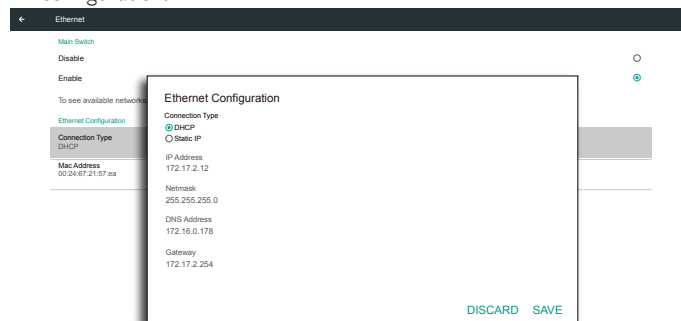 Ethernet
Main Switch
Disable
Enable
To see available networks
Ethernet Configuration
Connection Type
DHCP
Mac Address
00:24:67:21:57:ea
Ethernet Configuration
Connection Type
DHCP
Static IP
IP Address
172.17.2.12
Netmask
255.255.255.0
DNS Address
172.16.0.178
Gateway
172.17.2.254
DISCARD SAVE